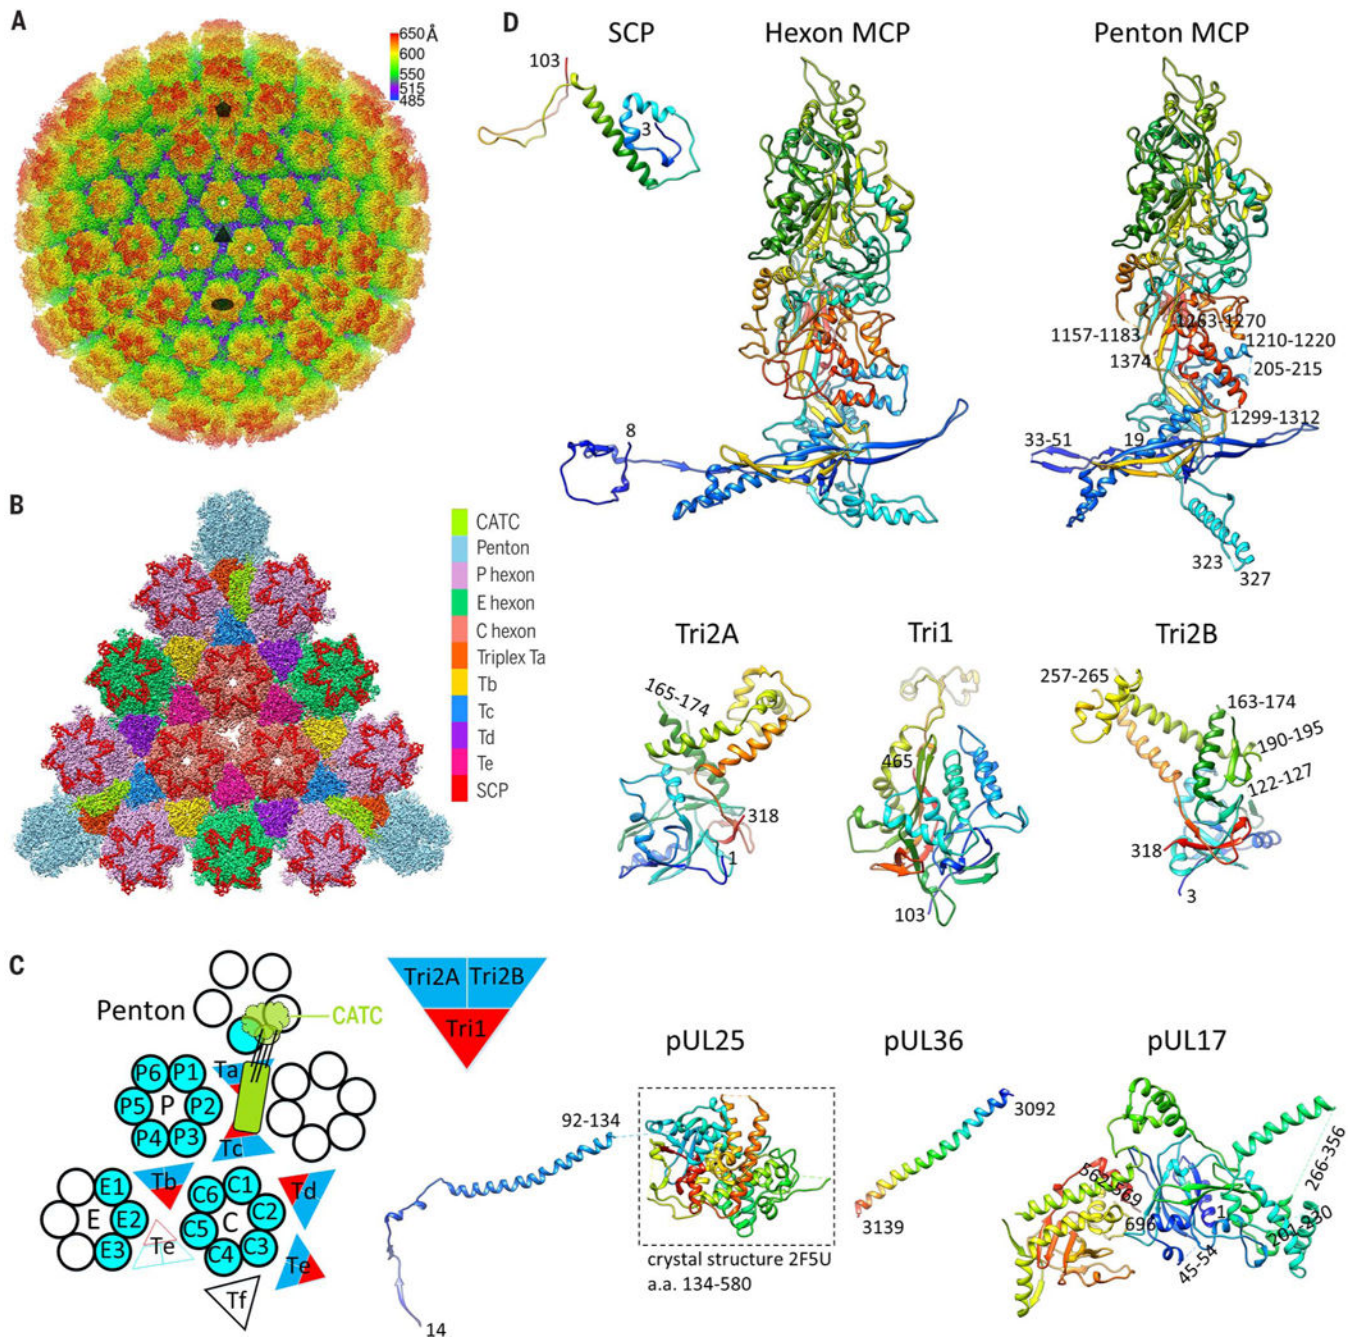 A
650 Å
600
550
515
485
B
CATC
Penton
P hexon
E hexon
C hexon
Triplex Ta
Tb
Tc
Td
Te
SCP
C
Penton
CATC
Tri2A
Tri2B
Tri1
P6
P1
P5
P
P2
P4
P3
Ta
Tc
Tb
Td
E1
E
E2
E3
Te
C6
C1
C5
C
C2
C4
C3
Te
Tf
D
SCP
Hexon MCP
Penton MCP
103
3
8
1157-1183
1263-1270
1374
1210-1220
205-215
1299-1312
33-51
19
323
327
Tri2A
Tri1
Tri2B
165-174
318
1
465
103
257-265
163-174
190-195
122-127
318
3
pUL25
pUL36
pUL17
92-134
14
crystal structure 2F5U
a.a. 134-580
3092
3139
562-569
696
1
45-54
201-230
266-356